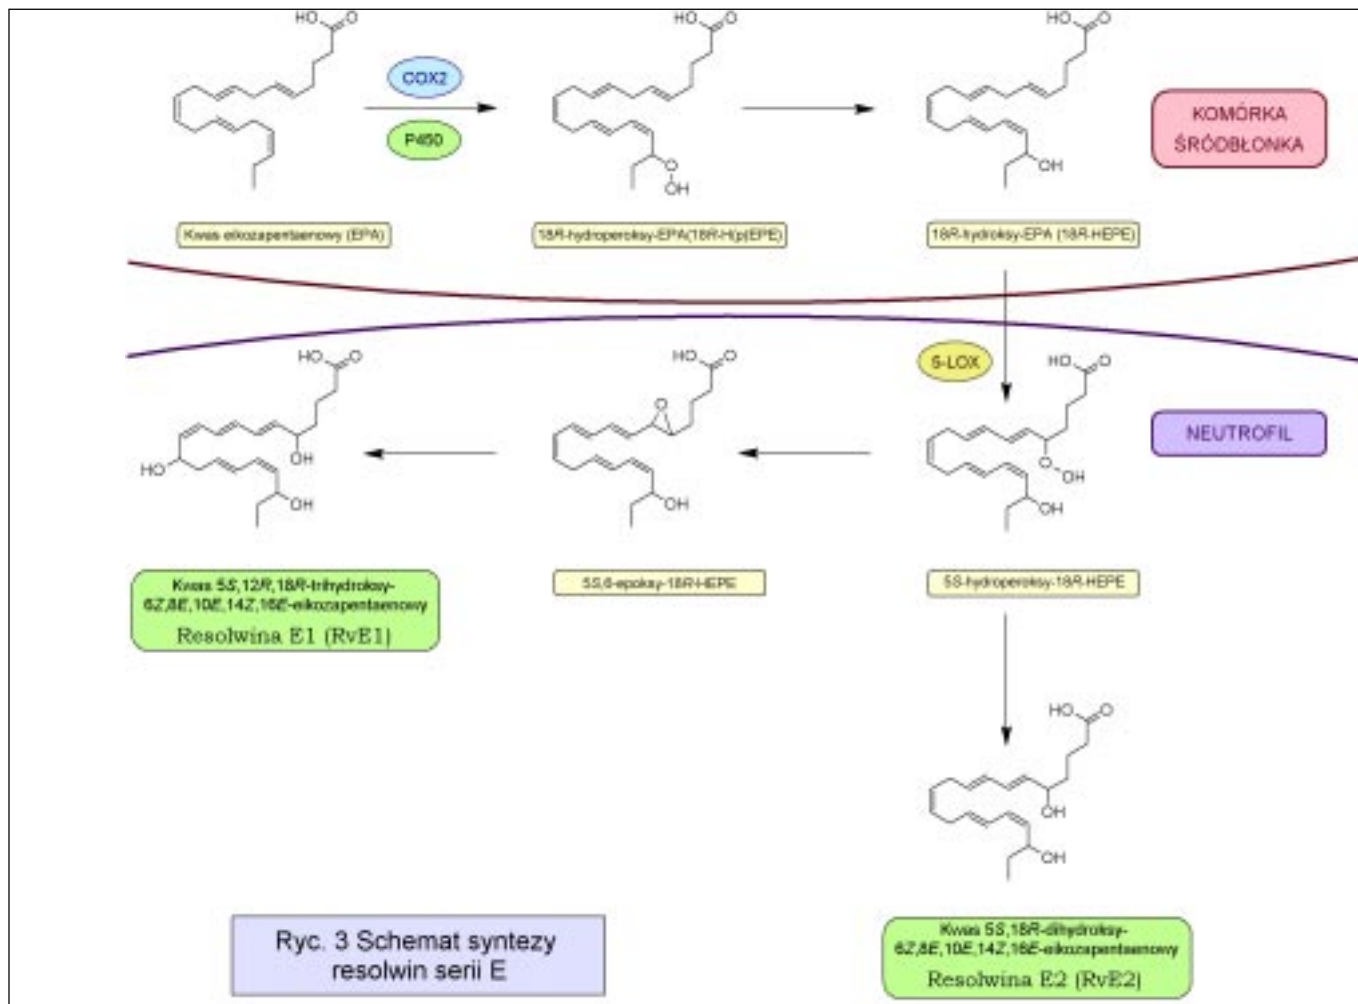 HO O
HO O
HO O
COX2
P450
O
OH
OH
KOMÓRKA
ŚRÓDBŁONKA
Kwas eikozapentaenowy (EPA)
18R-hydroperoksy-EPA(18R-H(p)EPE)
18R-hydroksy-EPA (18R-HEPE)
5-LOX
HO O
HO O
HO O
NEUTROFIL
O
OH
HO
OH
OH
O
OH
OH
Kwas 5S,12R,18R-trihydroksy-
6Z,8E,10E,14Z,16E-eikozapentaenowy
Resolwina E1 (RvE1)
5S,6-epoksy-18R-HEPE
5S-hydroperoksy-18R-HEPE
HO O
OH
OH
Ryc. 3 Schemat syntezy
resolwin serii E
Kwas 5S,18R-dihydroksy-
6Z,8E,10E,14Z,16E-eikozapentaenowy
Resolwina E2 (RvE2)